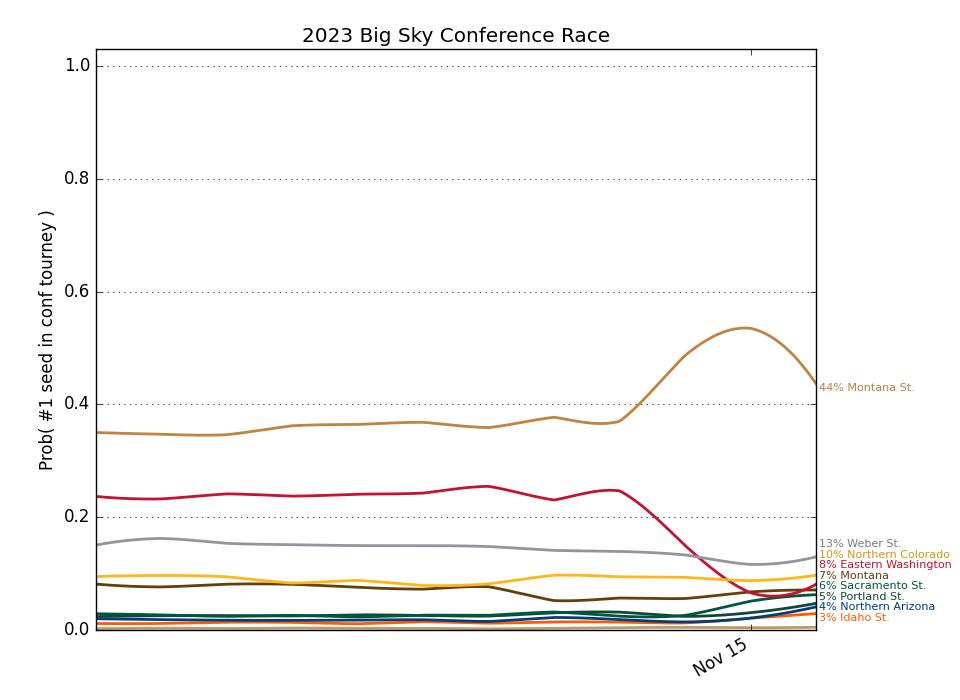 2023 Big Sky Conference Race
Prob( #1 seed in conf tourney )
1.0
0.8
0.6
0.4
0.2
0.0
Nov 15
44% Montana St.
13% Weber St.
10% Northern Colorado
8% Eastern Washington
7% Montana
6% Sacramento St.
5% Portland St.
4% Northern Arizona
3% Idaho St.